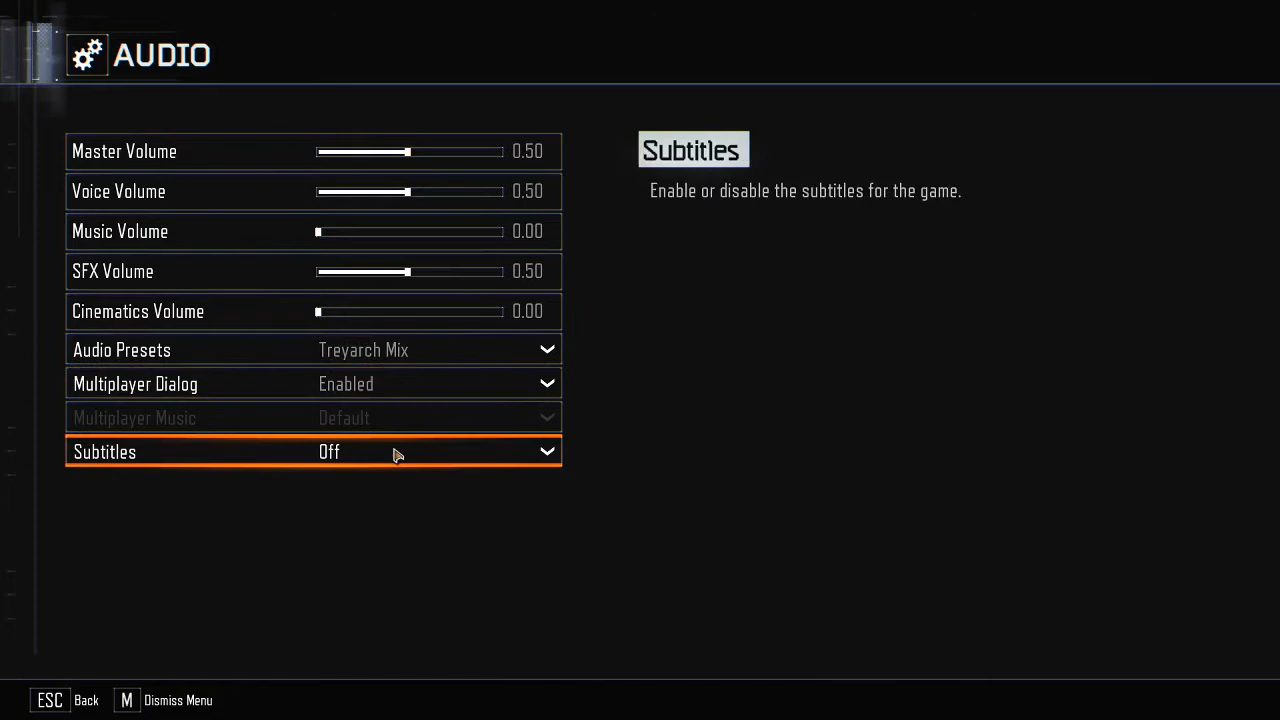 AUDIO
Master Volume 0.50
Subtitles
Voice Volume 0.50
Enable or disable the subtitles for the game.
Music Volume 0.00
SFX Volume 0.50
Cinematics Volume 0.00
Audio Presets Treyarch Mix
Multiplayer Dialog Enabled
Multiplayer Music Default
Subtitles Off
ESC Back M Dismiss Menu